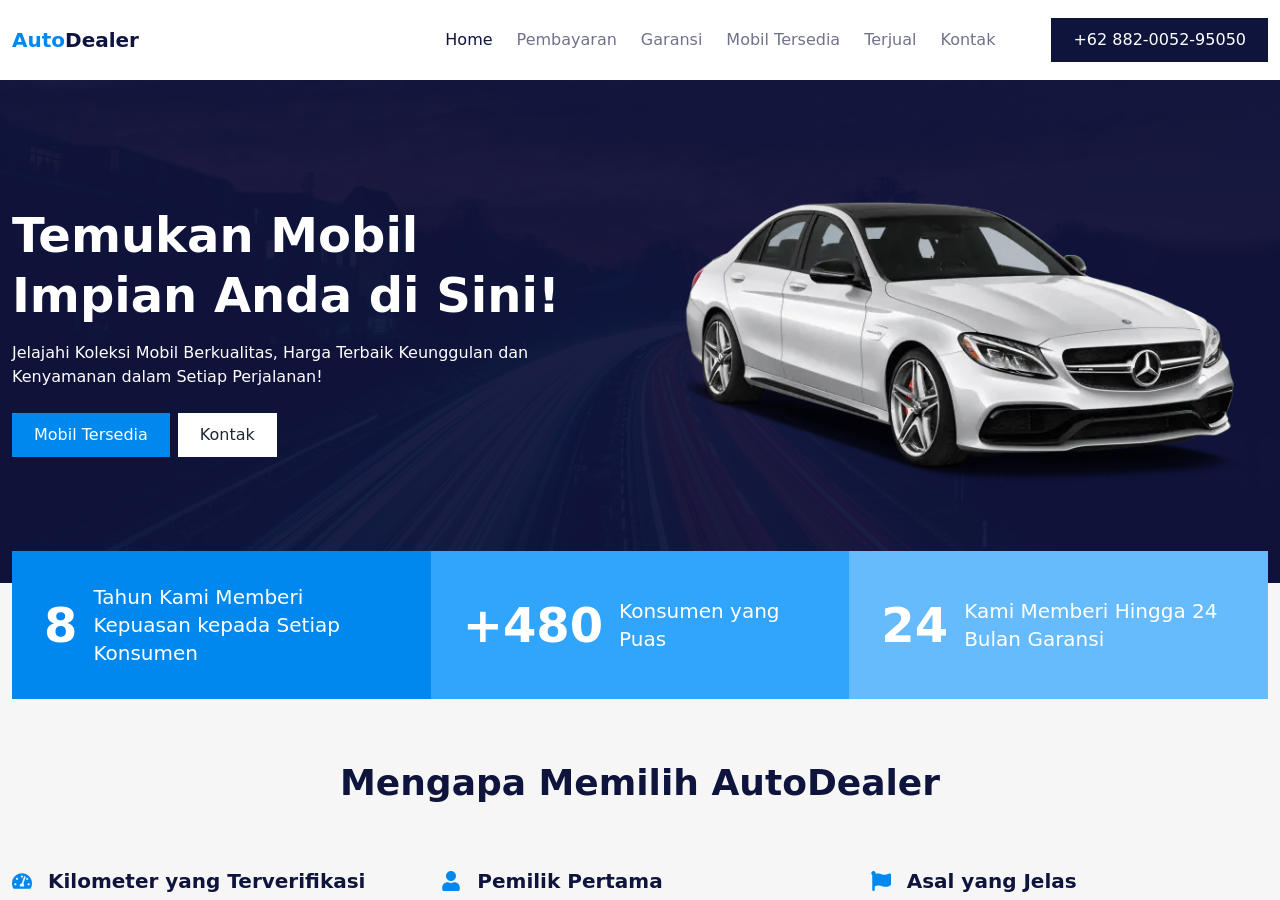 AutoDealer
Home
Pembayaran
Garansi
Mobil Tersedia
Terjual
Kontak
+62 882-0052-95050
Temukan Mobil
Impian Anda di Sini!
Jelajahi Koleksi Mobil Berkualitas, Harga Terbaik Keunggulan dan
Kenyamanan dalam Setiap Perjalanan!
Mobil Tersedia
Kontak
8
Tahun Kami Memberi
Kepuasan kepada Setiap
Konsumen
+480
Konsumen yang
Puas
24
Kami Memberi Hingga 24
Bulan Garansi
Mengapa Memilih AutoDealer
Kilometer yang Terverifikasi
Pemilik Pertama
Asal yang Jelas